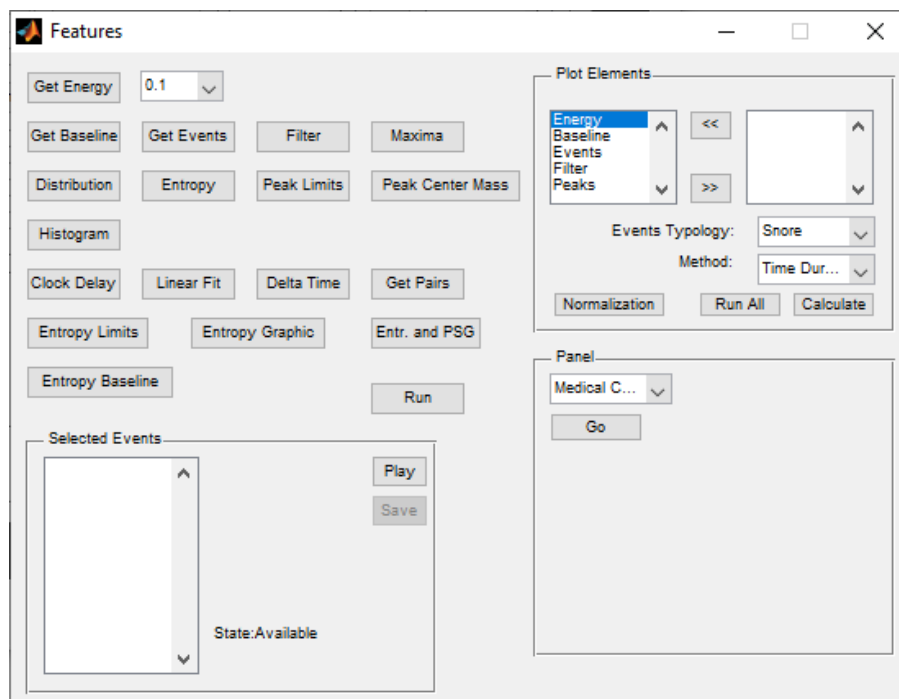 Features
Get Energy 0.1
Get Baseline Get Events Filter Maxima
Distribution Entropy Peak Limits Peak Center Mass
Histogram
Clock Delay Linear Fit Delta Time Get Pairs
Entropy Limits Entropy Graphic Entr. and PSG
Entropy Baseline
Run
Plot Elements
Energy
Baseline
Events
Filter
Peaks
<<
>>
Events Typology: Snore
Method: Time Dur...
Normalization Run All Calculate
Selected Events
Play
Save
State:Available
Panel
Medical C...
Go